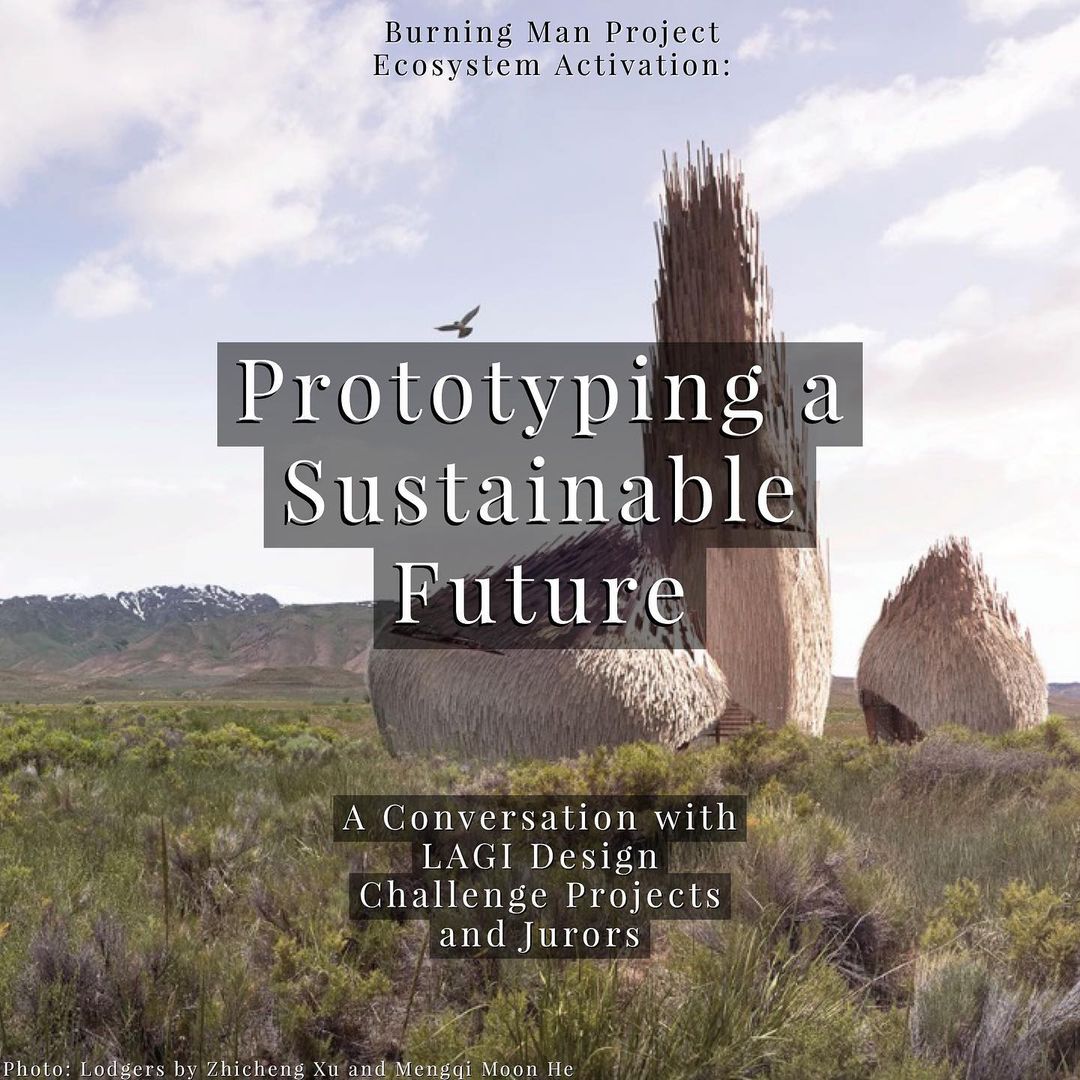 Burning Man Project
Ecosystem Activation:
Prototyping a
Sustainable
Future
A Conversation with
LAGI Design
Challenge Projects
and Jurors
Photo: Lodgers by Zhicheng Xu and Mengqi Moon He